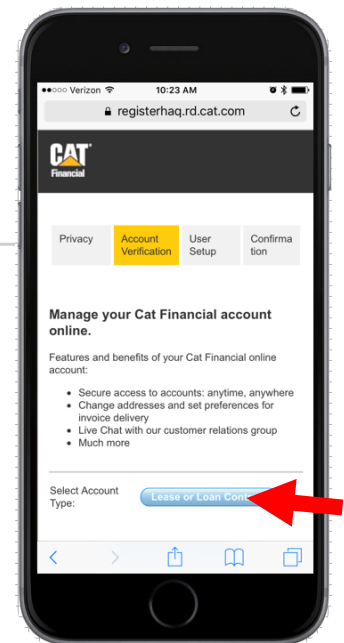 Verizon 10:23 AM
registerhaq.rd.cat.com
CAT
Financial
Privacy Account Verification User Setup Confirmation
Manage your Cat Financial account
online.
Features and benefits of your Cat Financial online
account:
Secure access to accounts: anytime, anywhere
Change addresses and set preferences for
invoice delivery
Live Chat with our customer relations group
Much more
Select Account
Type:
Lease or Loan